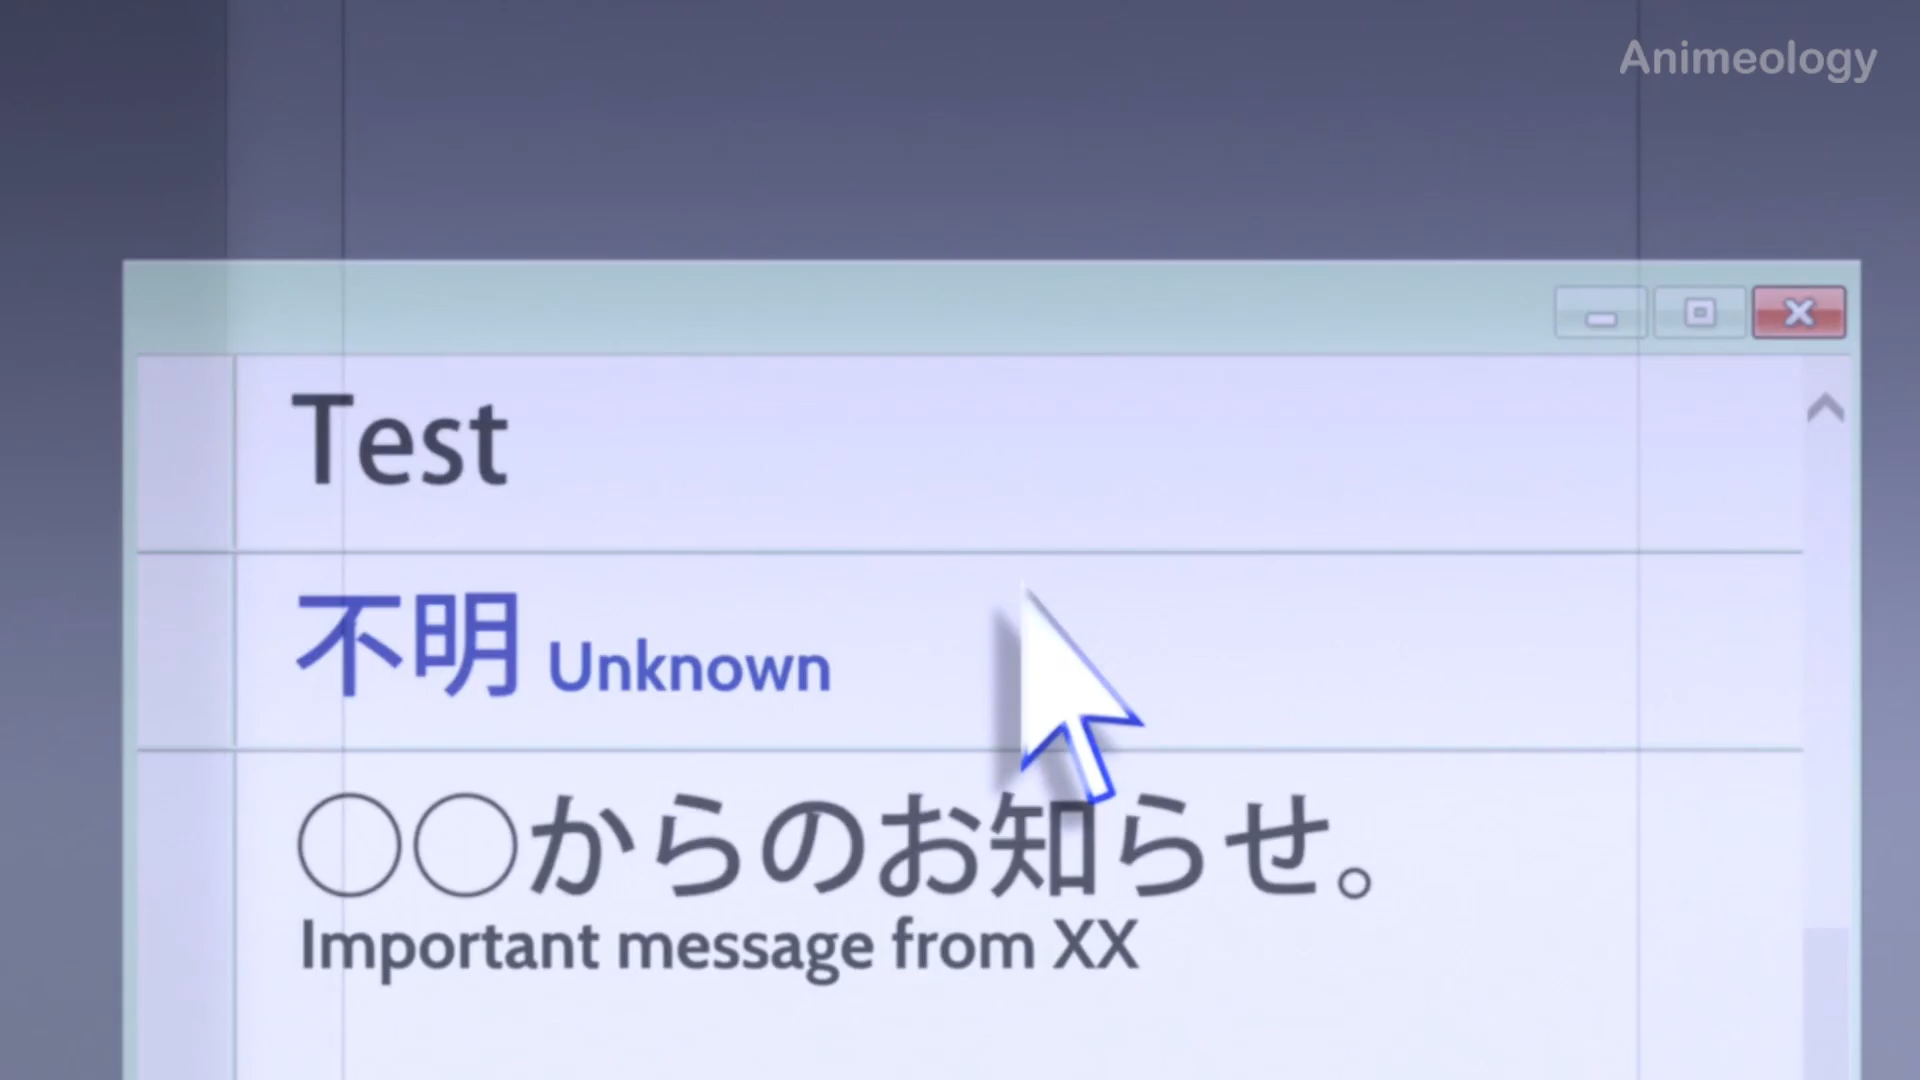 Animeology
Test
不明 Unknown
○○からのお知らせ。
Important message from XX